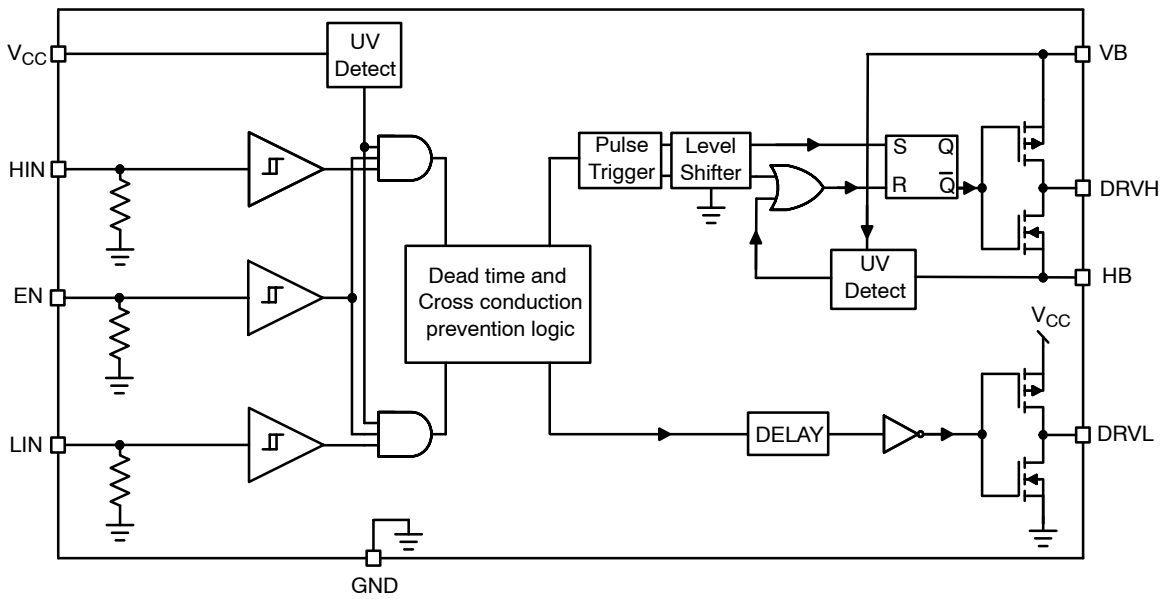 VCC
UV
Detect
VB
HIN
Pulse
Trigger
Level
Shifter
S Q
R Q̅
DRVH
EN
Dead time and
Cross conduction
prevention logic
UV
Detect
HB
VCC
LIN
DELAY
DRVL
GND